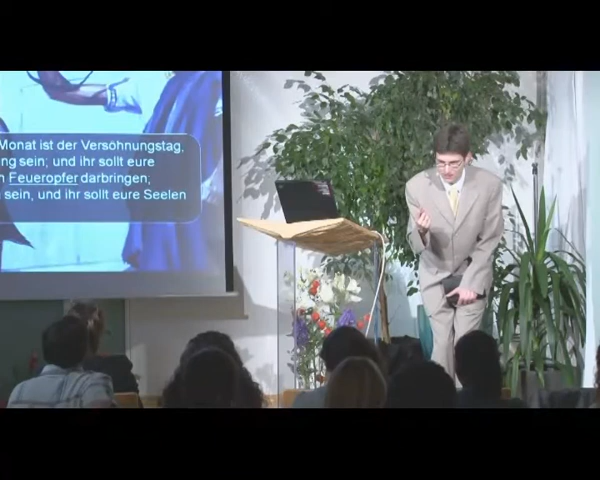 Monat ist der Versöhnungstag,
ng sein; und ihr sollt eure
n Feueropfer darbringen;
sein, und ihr sollt eure Seelen